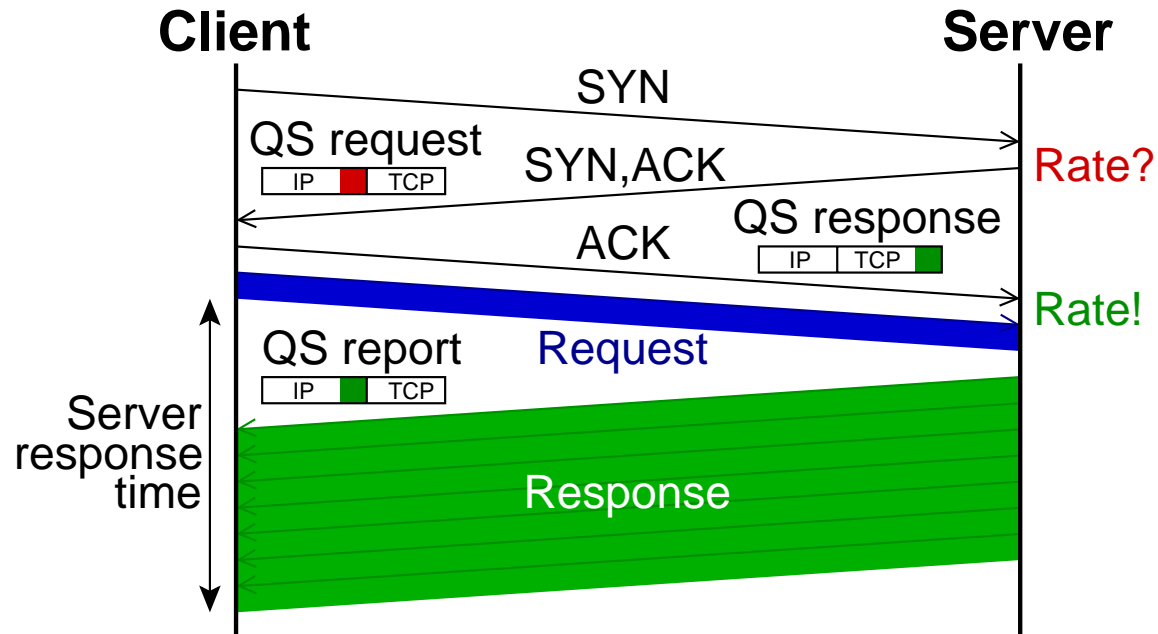 Client
Server
SYN
QS request
IP TCP
SYN,ACK
Rate?
QS response
IP TCP
ACK
Rate!
Request
QS report
IP TCP
Server
response
time
Response